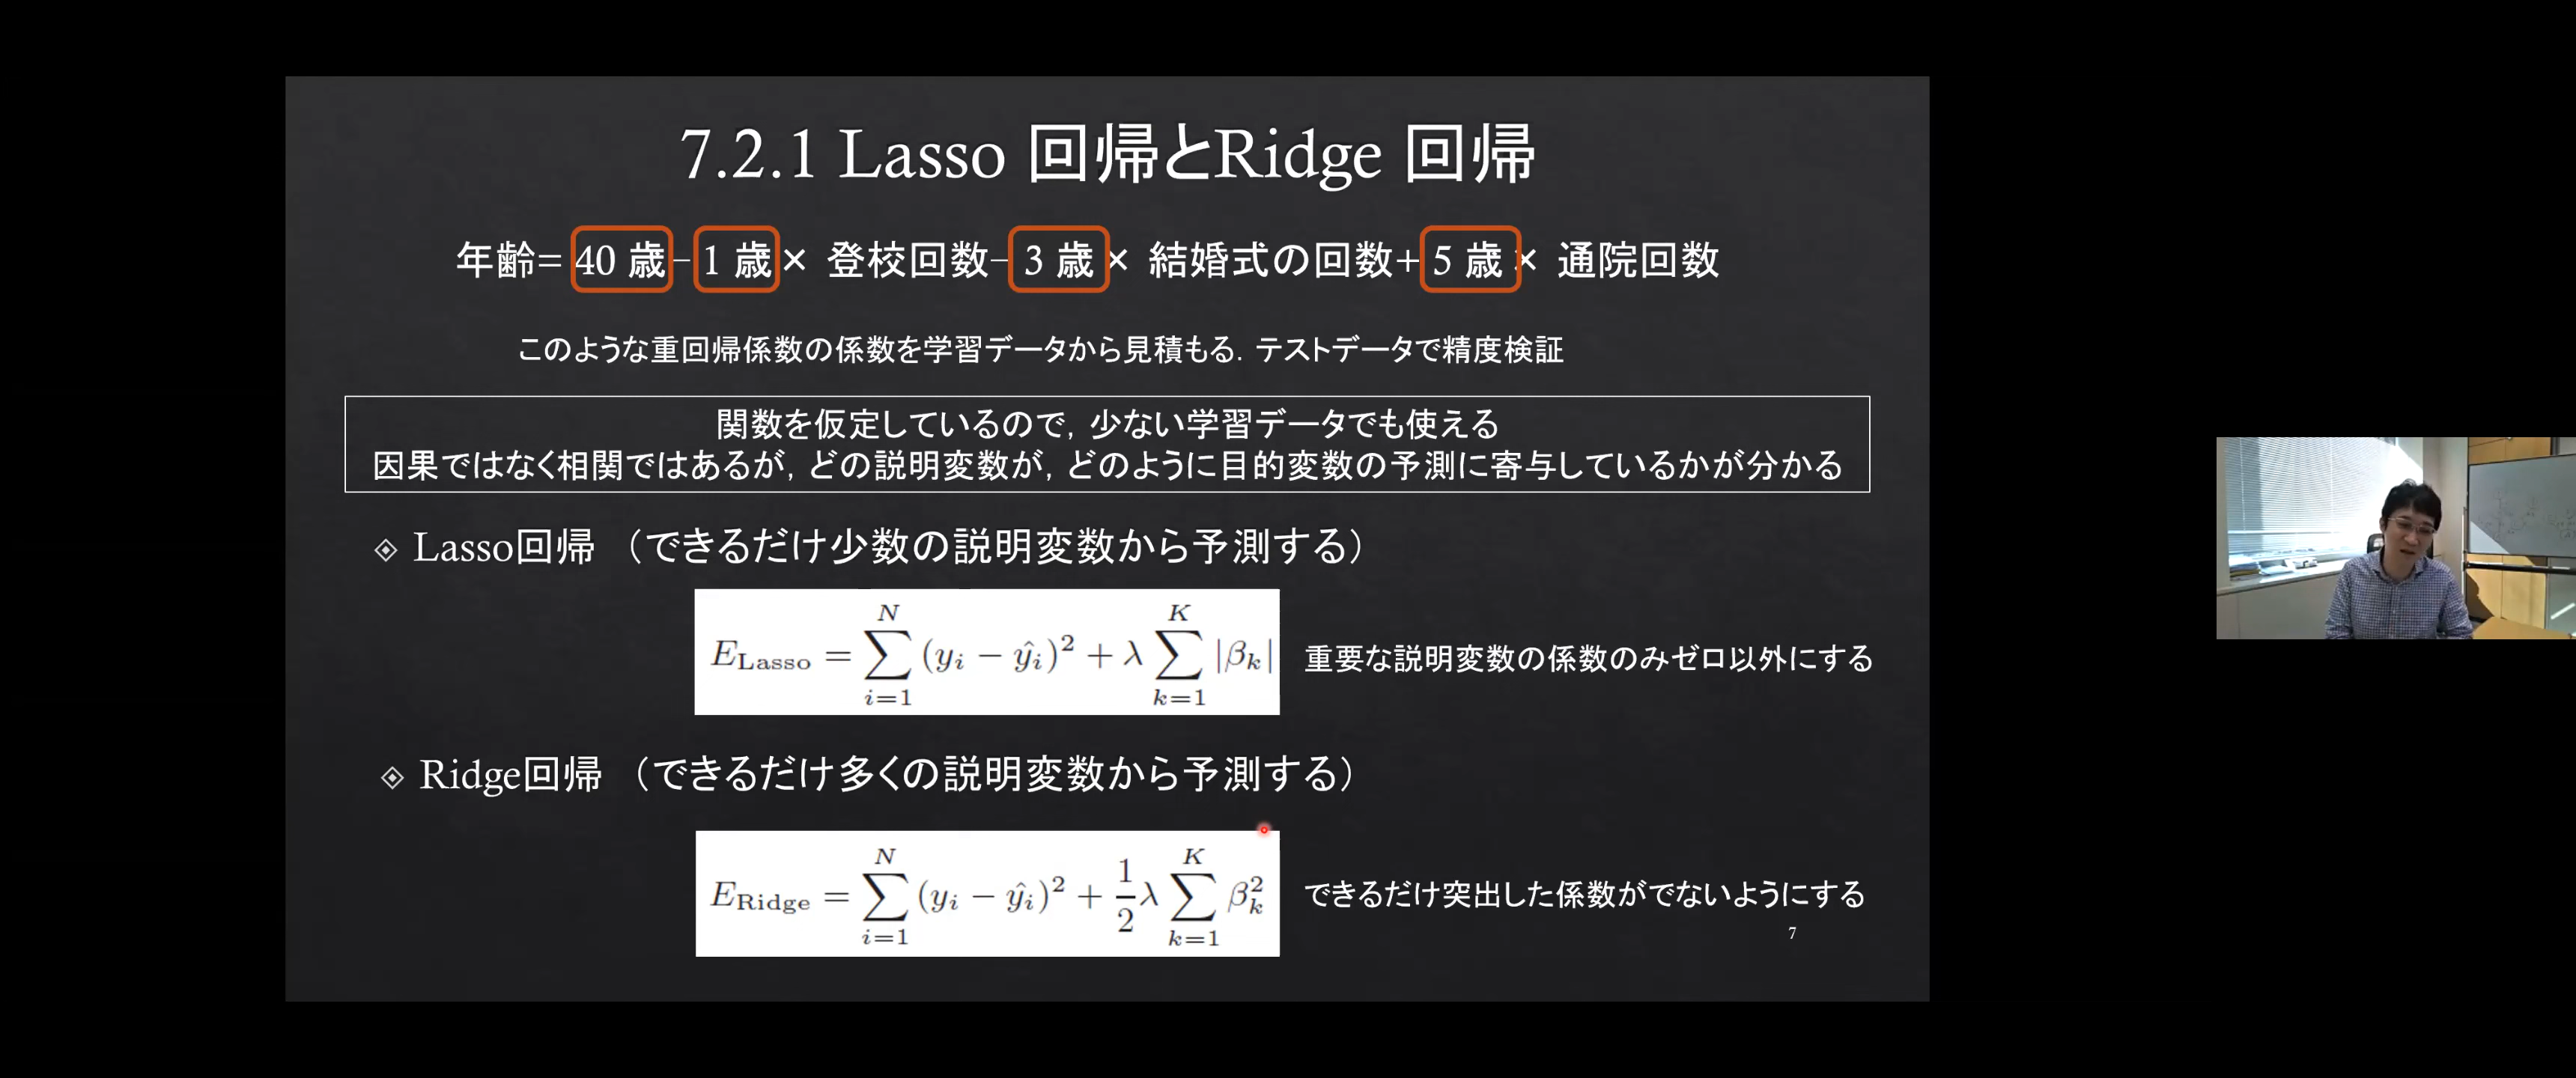 7.2.1 Lasso 回帰とRidge 回帰
年齢= 40 歳−1 歳× 登校回数−3 歳× 結婚式の回数+5 歳× 通院回数
このような重回帰係数の係数を学習データから見積もる．テストデータで精度検証
関数を仮定しているので，少ない学習データでも使える
因果ではなく相関ではあるが，どの説明変数が，どのように目的変数の予測に寄与しているかが分かる
Lasso回帰 （できるだけ少数の説明変数から予測する）
E_Lasso = ∑_{i=1}^{N} (y_i − ŷ_i)^2 + λ ∑_{k=1}^{K} |β_k| 重要な説明変数の係数のみゼロ以外にする
Ridge回帰 （できるだけ多くの説明変数から予測する）
E_Ridge = ∑_{i=1}^{N} (y_i − ŷ_i)^2 + 1/2 λ ∑_{k=1}^{K} β_k^2 できるだけ突出した係数がでないようにする
7